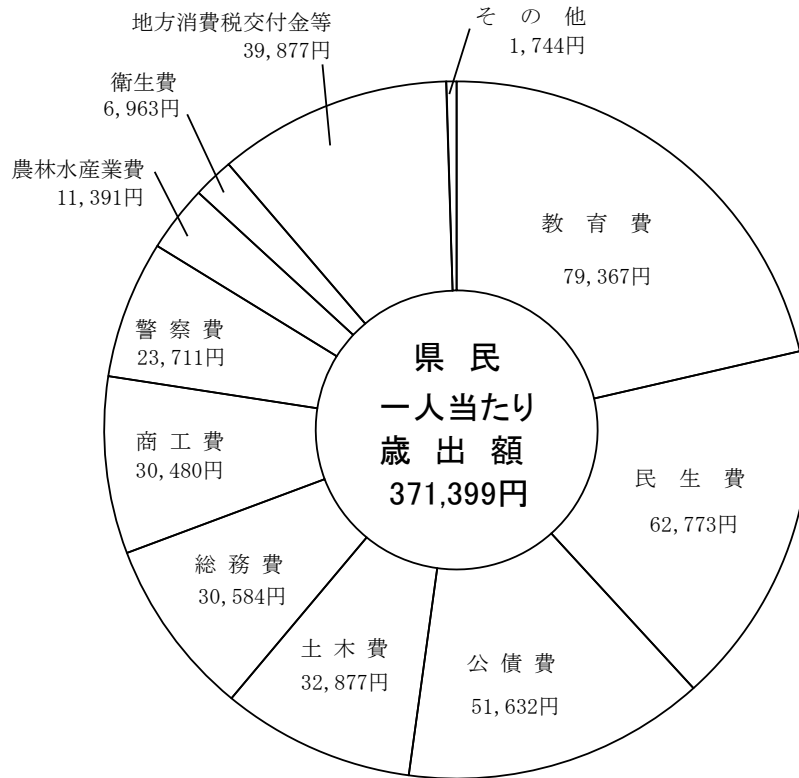 そ の 他
1,744円
教 育 費
79,367円
民 生 費
62,773円
公 債 費
51,632円
土 木 費
32,877円
総 務 費
30,584円
商 工 費
30,480円
警 察 費
23,711円
農林水産業費
11,391円
衛生費
6,963円
地方消費税交付金等
39,877円
県 民
一人当たり
歳 出 額
371,399円